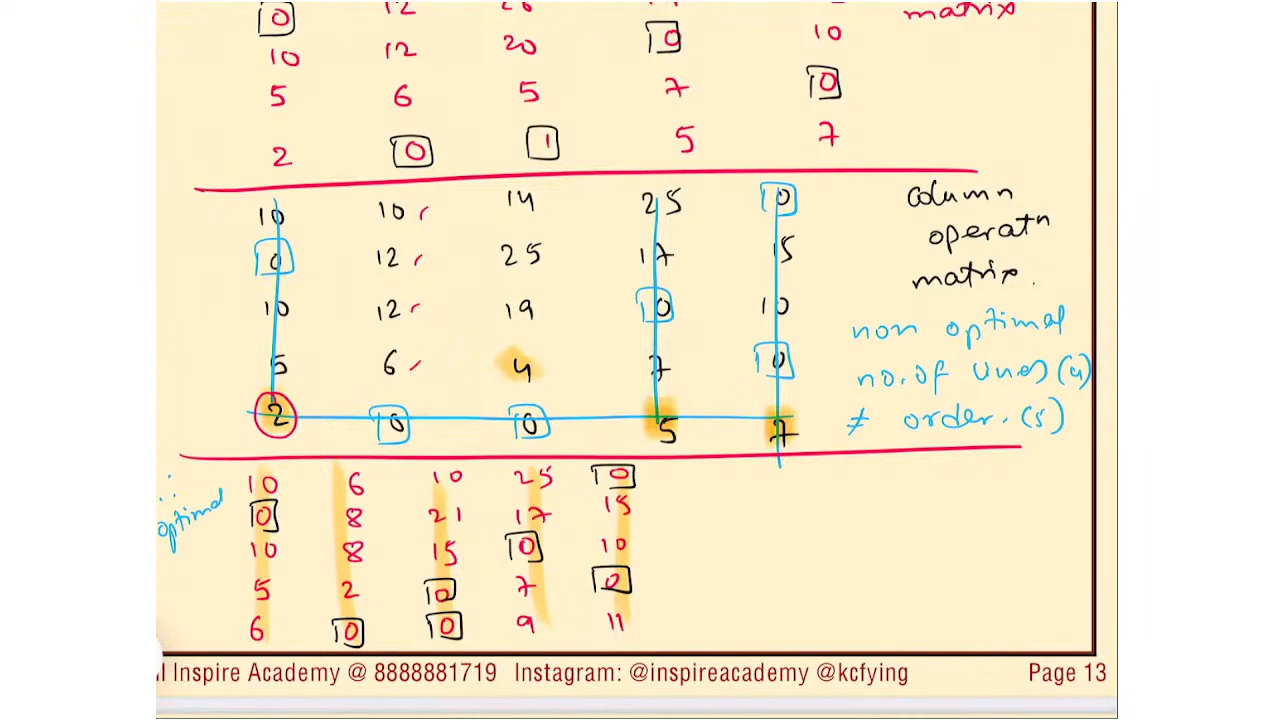 0 12 20
matrix
10 12 20 0 10
5 6 5 7 0
2 0 1 5 7
10 10 14 25 0
column
0 12 25 17 15
operatn
10 12 19 0 10
matrix.
non optimal
5 6 4 7 0
no. of lines (4)
2 0 0 5 7
≠ order. (5)
10 6 10 25 0
optimal
0 8 21 17 15
10 8 15 0 10
5 2 0 7 0
6 0 0 9 11
ll Inspire Academy @ 8888881719 Instagram: @inspireacademy @kcfying Page 13